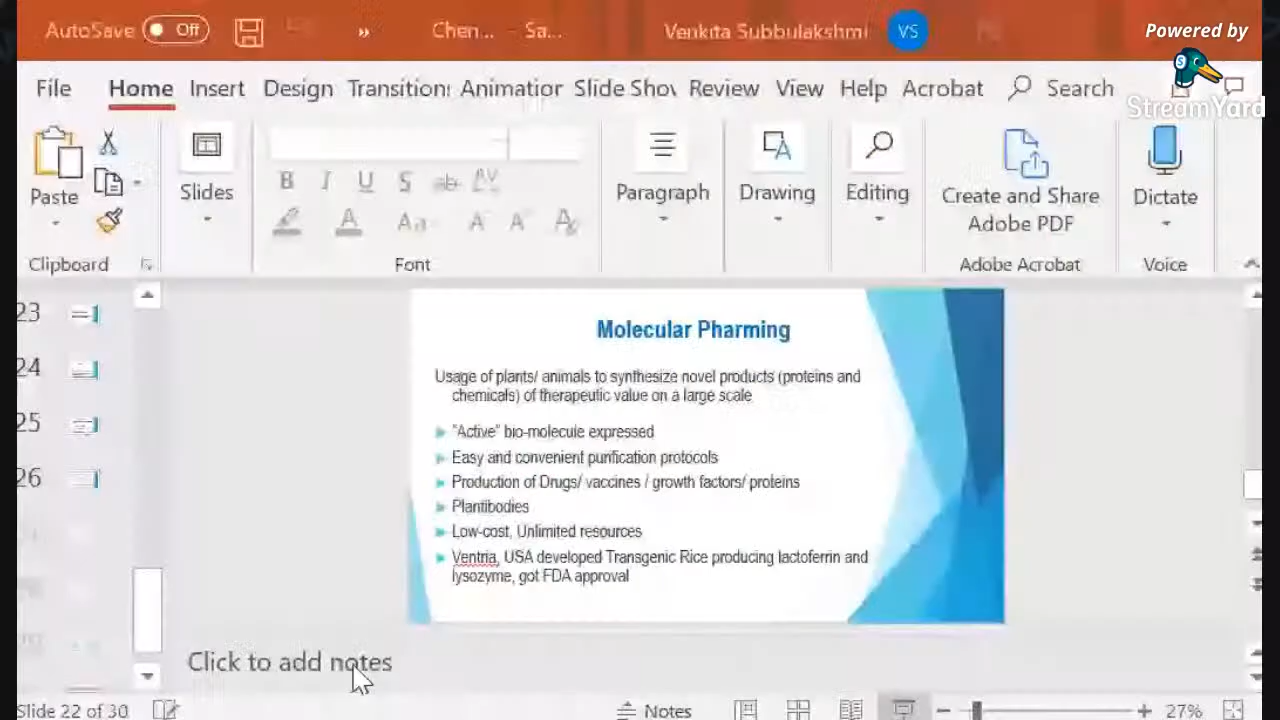 AutoSave Off » Chen... - Sa... Venkita Subbulakshmi VS
Powered by
StreamYard
File Home Insert Design Transition Animation Slide Show Review View Help Acrobat Search
Paste
Slides
B I U S ab AV
A Aa A A A
Paragraph
Drawing
Editing
Create and Share
Adobe PDF
Dictate
Clipboard Font Adobe Acrobat Voice
23
24
25
26
Molecular Pharming
Usage of plants/ animals to synthesize novel products (proteins and
chemicals) of therapeutic value on a large scale
"Active" bio-molecule expressed
Easy and convenient purification protocols
Production of Drugs/ vaccines / growth factors/ proteins
Plantibodies
Low-cost, Unlimited resources
Ventria, USA developed Transgenic Rice producing lactoferrin and
lysozyme, got FDA approval
Click to add notes
Slide 22 of 30 Notes 27%